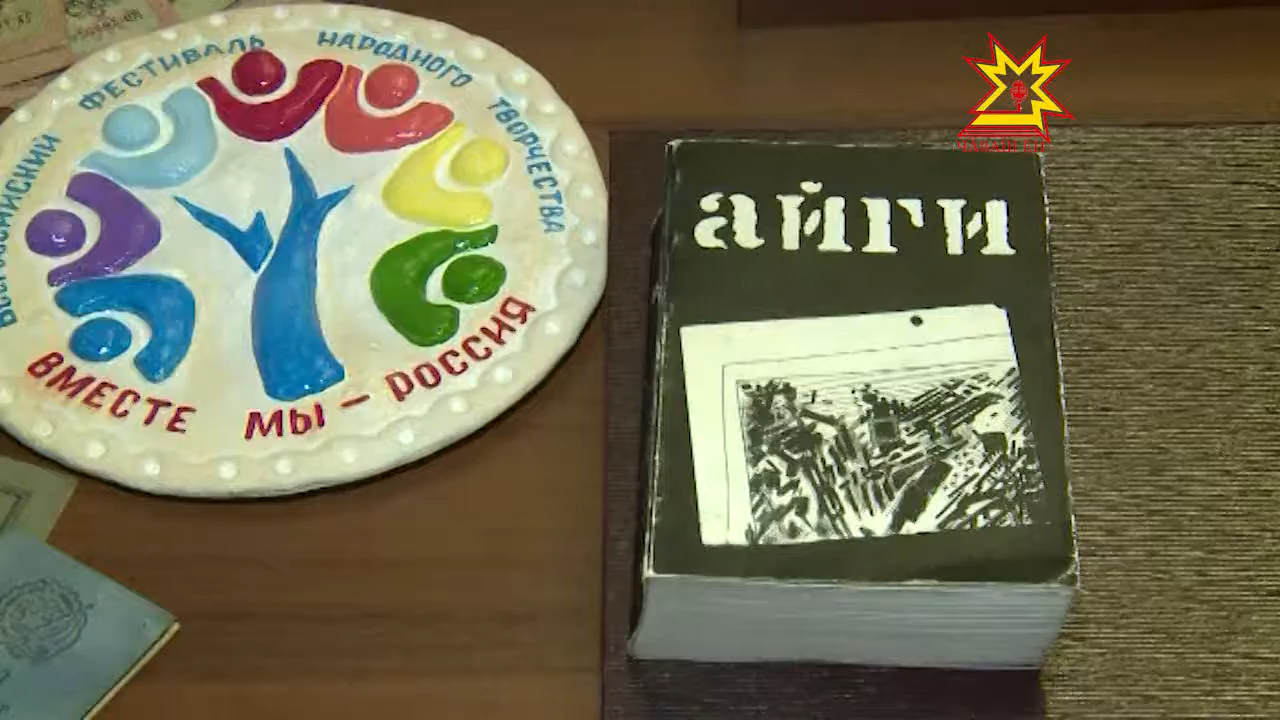 ВСЕРОССИЙСКИЙ ФЕСТИВАЛЬ НАРОДНОГО ТВОРЧЕСТВА
ВМЕСТЕ МЫ – РОССИЯ
айги